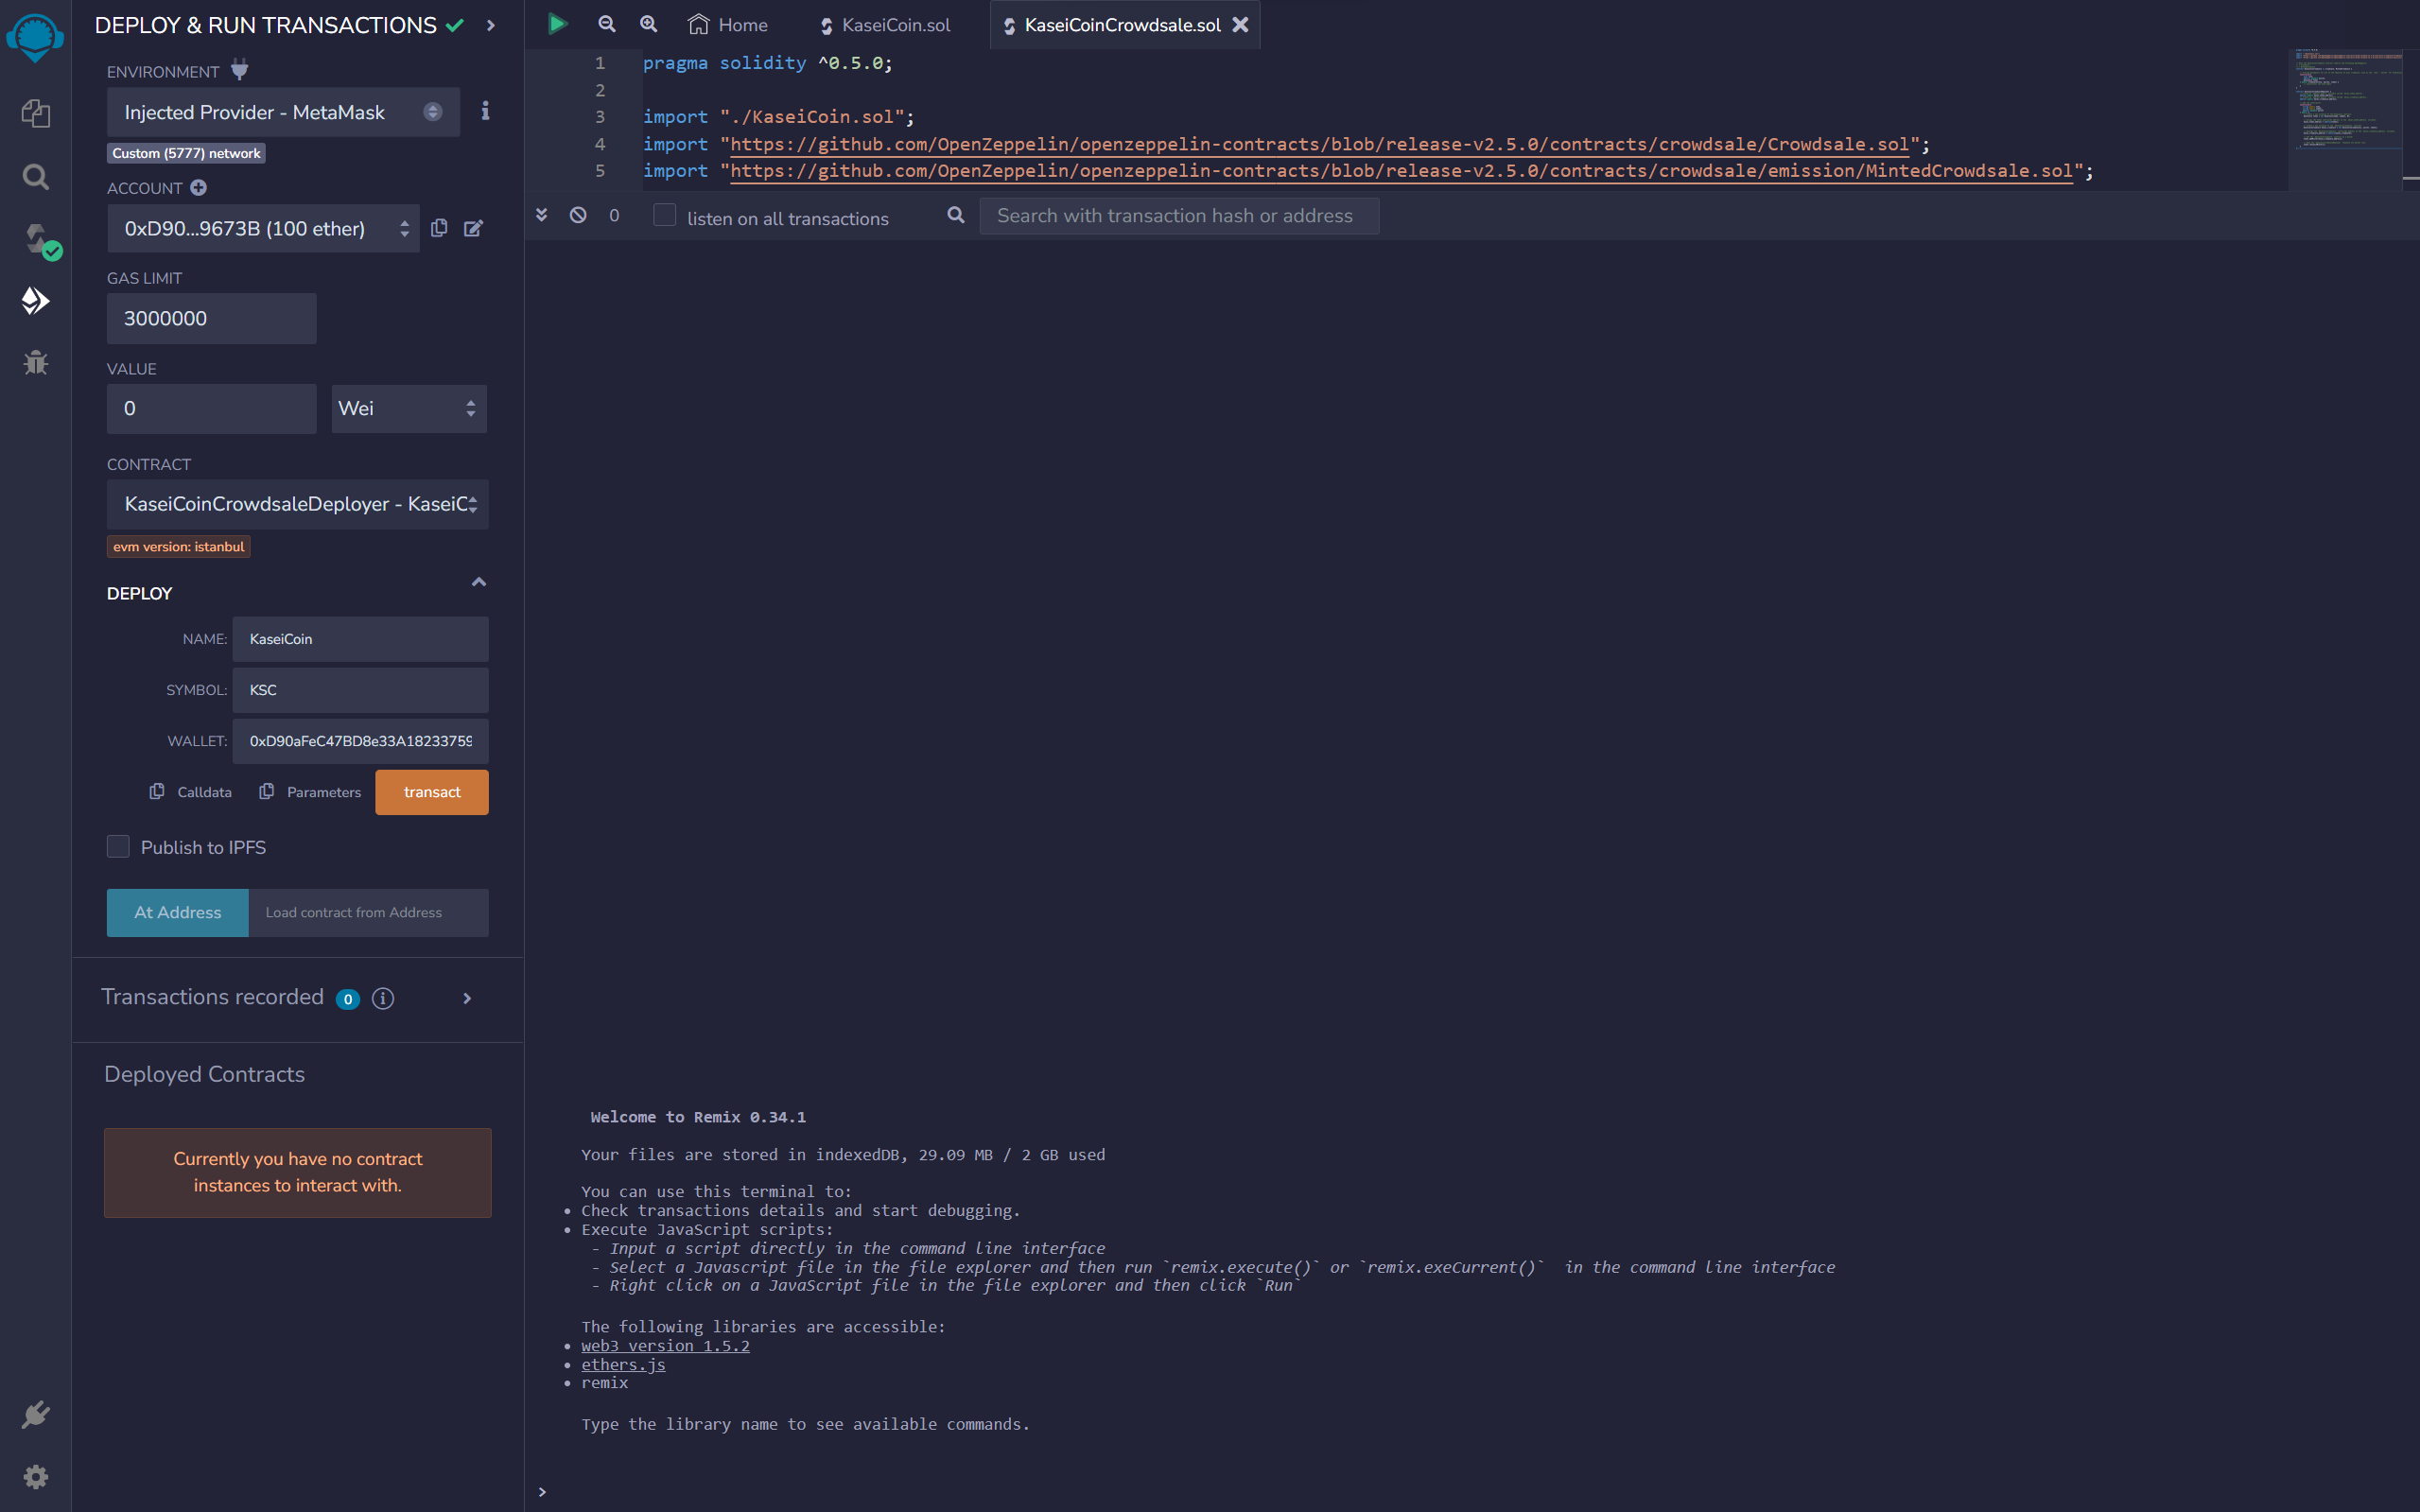 DEPLOY & RUN TRANSACTIONS
ENVIRONMENT
Injected Provider - MetaMask
Custom (5777) network
ACCOUNT
0xD90...9673B (100 ether)
GAS LIMIT
3000000
VALUE
0
Wei
CONTRACT
KaseiCoinCrowdsaleDeployer - KaseiC
evm version: istanbul
DEPLOY
NAME: KaseiCoin
SYMBOL: KSC
WALLET: 0xD90aFeC47BD8e33A18233759
Calldata
Parameters
transact
Publish to IPFS
At Address
Load contract from Address
Transactions recorded 0
Deployed Contracts
Currently you have no contract
instances to interact with.
Home
KaseiCoin.sol
KaseiCoinCrowdsale.sol
1 pragma solidity ^0.5.0;
2
3 import "./KaseiCoin.sol";
4 import "https://github.com/OpenZeppelin/openzeppelin-contracts/blob/release-v2.5.0/contracts/crowdsale/Crowdsale.sol";
5 import "https://github.com/OpenZeppelin/openzeppelin-contracts/blob/release-v2.5.0/contracts/crowdsale/emission/MintedCrowdsale.sol";
0
listen on all transactions
Search with transaction hash or address
Welcome to Remix 0.34.1
Your files are stored in indexedDB, 29.09 MB / 2 GB used
You can use this terminal to:
• Check transactions details and start debugging.
• Execute JavaScript scripts:
- Input a script directly in the command line interface
- Select a Javascript file in the file explorer and then run `remix.execute()` or `remix.exeCurrent()` in the command line interface
- Right click on a JavaScript file in the file explorer and then click `Run`
The following libraries are accessible:
• web3 version 1.5.2
• ethers.js
• remix
Type the library name to see available commands.
>